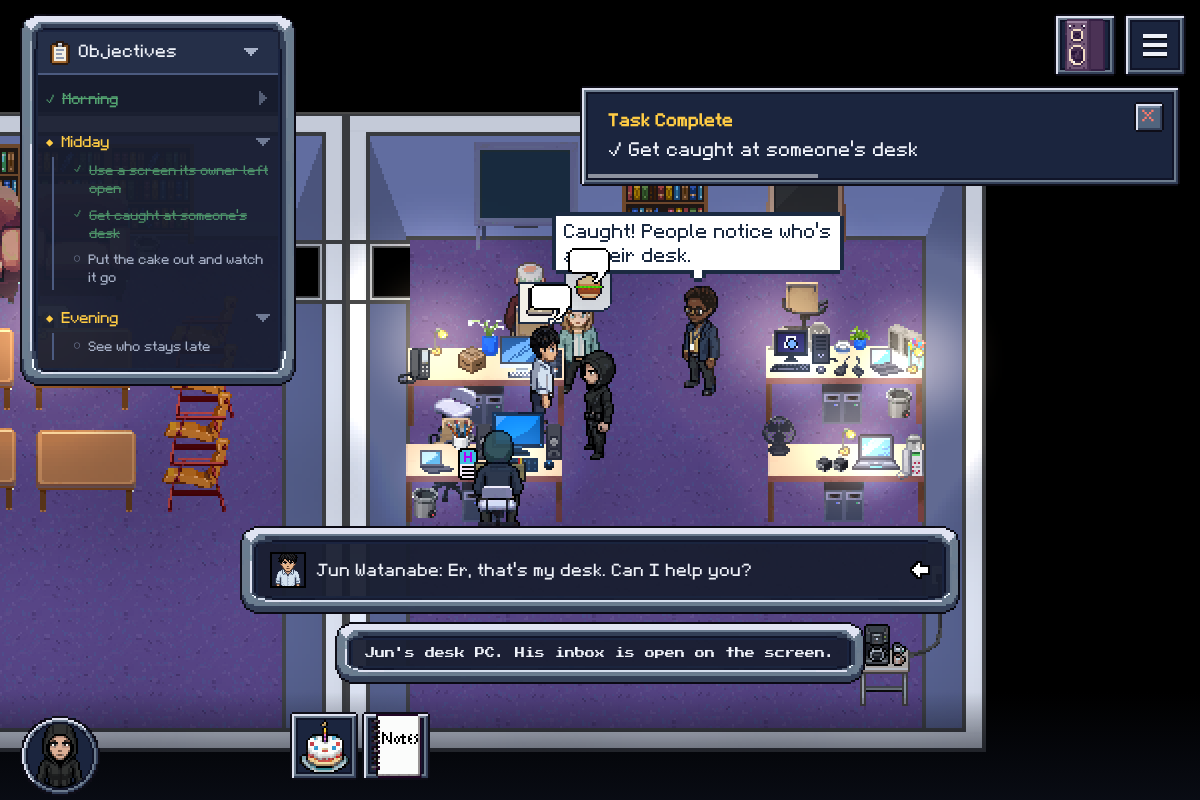 Objectives
Morning
Midday
Use a screen its owner left
open
Get caught at someone's
desk
Put the cake out and watch
it go
Evening
See who stays late
Task Complete
✓ Get caught at someone's desk
Caught! People notice who's
desk.
H
Jun Watanabe: Er, that's my desk. Can I help you?
Jun's desk PC. His inbox is open on the screen.
Notes